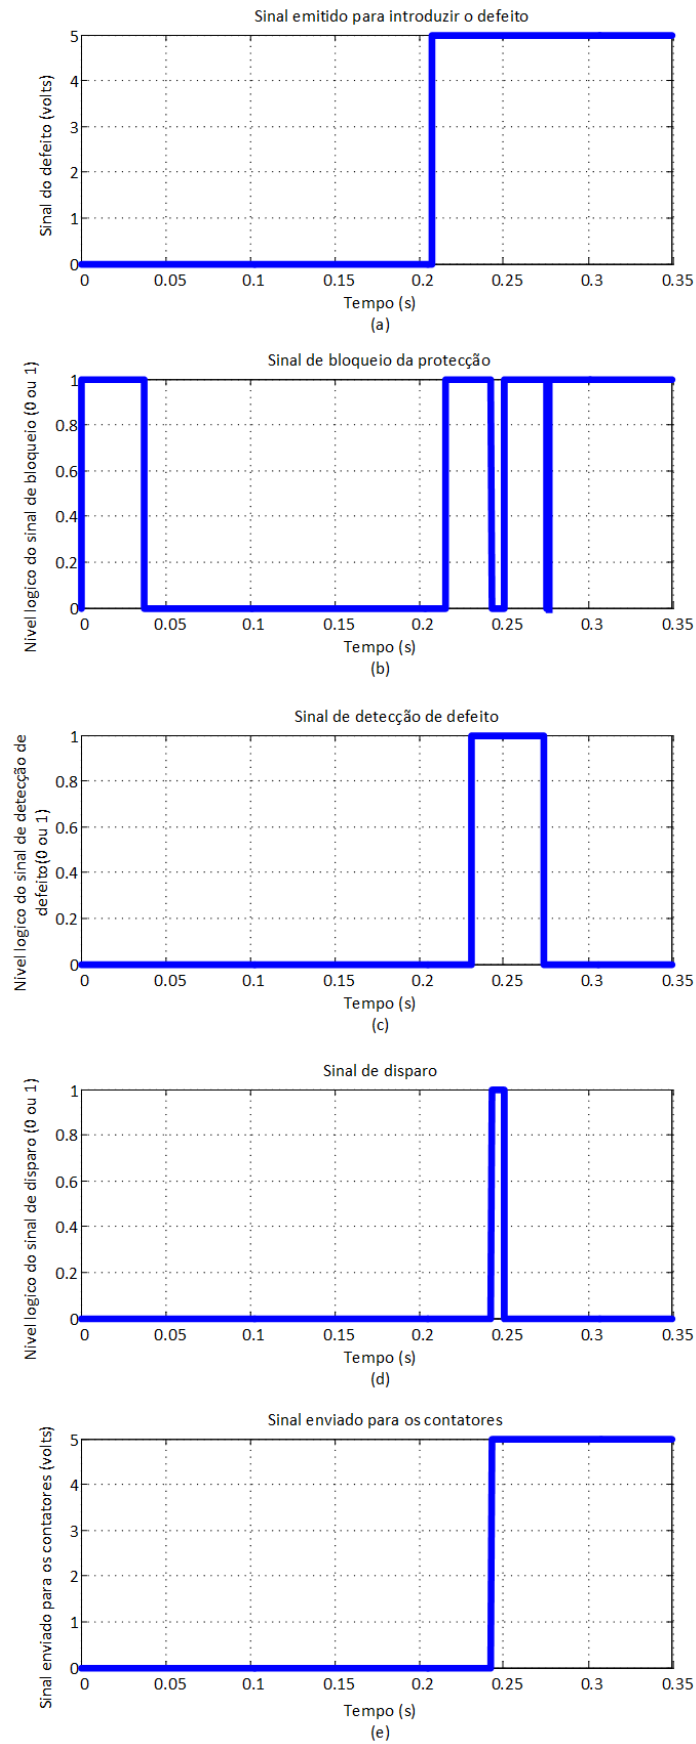 Sinal emitido para introduzir o defeito
Sinal do defeito (volts)
5
4
3
2
1
0
0 0.05 0.1 0.15 0.2 0.25 0.3 0.35
Tempo (s)
(a)
Sinal de bloqueio da protecção
Nivel logico do sinal de bloqueio (0 ou 1)
1
0.8
0.6
0.4
0.2
0
0 0.05 0.1 0.15 0.2 0.25 0.3 0.35
Tempo (s)
(b)
Sinal de detecção de defeito
Nivel logico do sinal de detecção de
defeito(0 ou 1)
1
0.8
0.6
0.4
0.2
0
0 0.05 0.1 0.15 0.2 0.25 0.3 0.35
Tempo (s)
(c)
Sinal de disparo
Nivel logico do sinal de disparo (0 ou 1)
1
0.8
0.6
0.4
0.2
0
0 0.05 0.1 0.15 0.2 0.25 0.3 0.35
Tempo (s)
(d)
Sinal enviado para os contatores
Sinal enviado para os contatores (volts)
5
4
3
2
1
0
0 0.05 0.1 0.15 0.2 0.25 0.3 0.35
Tempo (s)
(e)